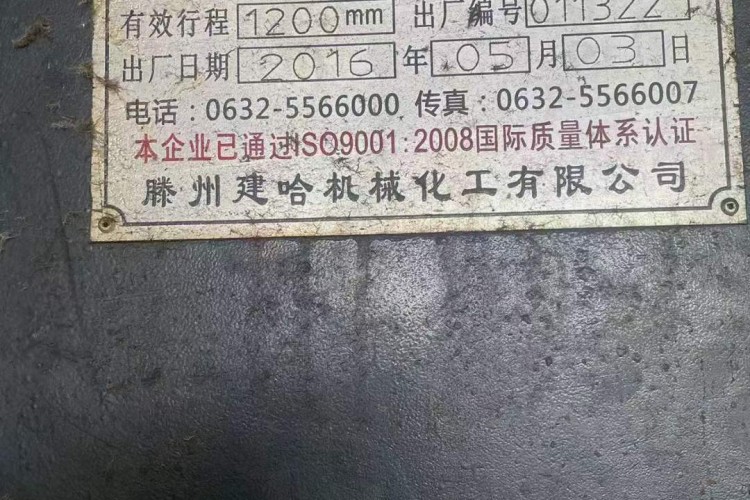 有效行程 1200mm 出厂编号 011322
出厂日期 2016 年 05 月 03 日
电话:0632-5566000 传真:0632-5566007
本企业已通过ISO9001:2008国际质量体系认证
滕州建哈机械化工有限公司